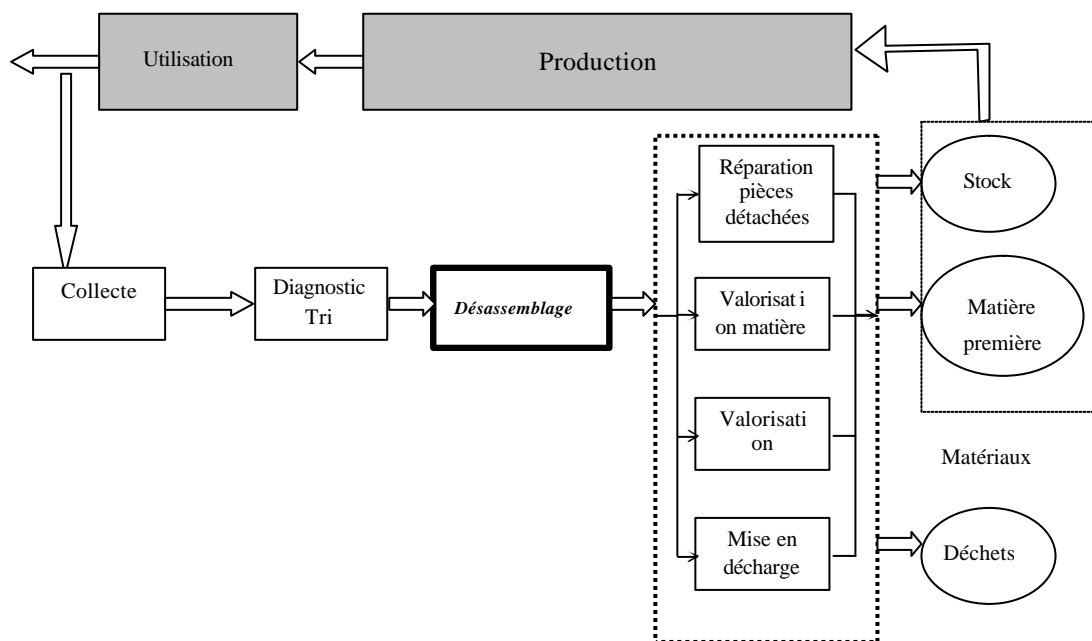 Utilisation
Production
Réparation
pièces
détachées
Stock
Collecte
Diagnostic
Tri
Désassemblage
Valorisat i
on matière
Matière
première
Valorisati
on
Matériaux
Mise en
décharge
Déchets